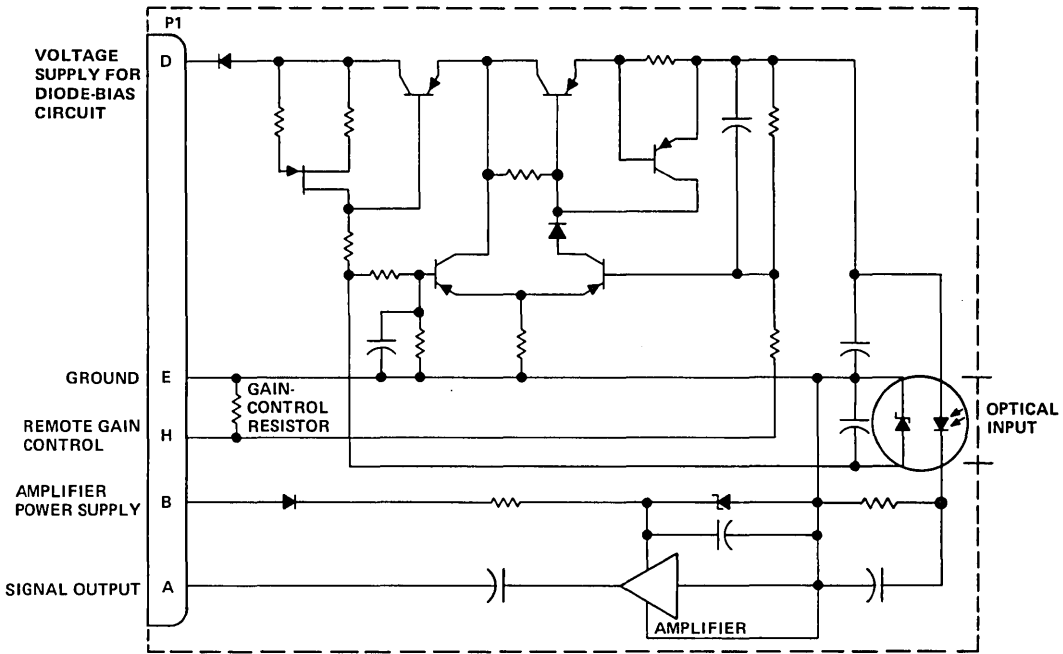 P1
VOLTAGE
SUPPLY FOR
DIODE-BIAS
CIRCUIT
D
GROUND
E
GAIN-
CONTROL
RESISTOR
REMOTE GAIN
CONTROL
H
OPTICAL
INPUT
AMPLIFIER
POWER SUPPLY
B
SIGNAL OUTPUT
A
AMPLIFIER